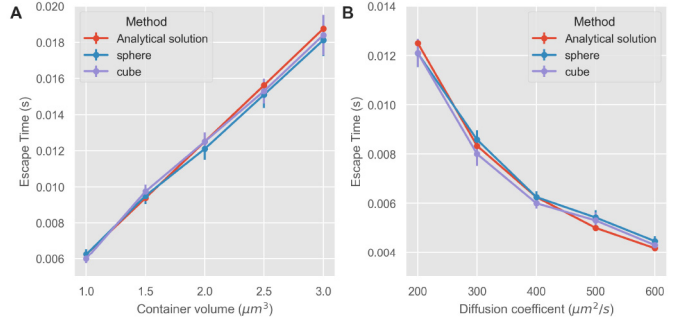 A
Method
Analytical solution
sphere
cube
Escape Time (s)
0.020
0.018
0.016
0.014
0.012
0.010
0.008
0.006
1.0 1.5 2.0 2.5 3.0
Container volume (μm³)
B
Method
Analytical solution
sphere
cube
Escape Time (s)
0.014
0.012
0.010
0.008
0.006
0.004
200 300 400 500 600
Diffusion coefficent (μm²/s)